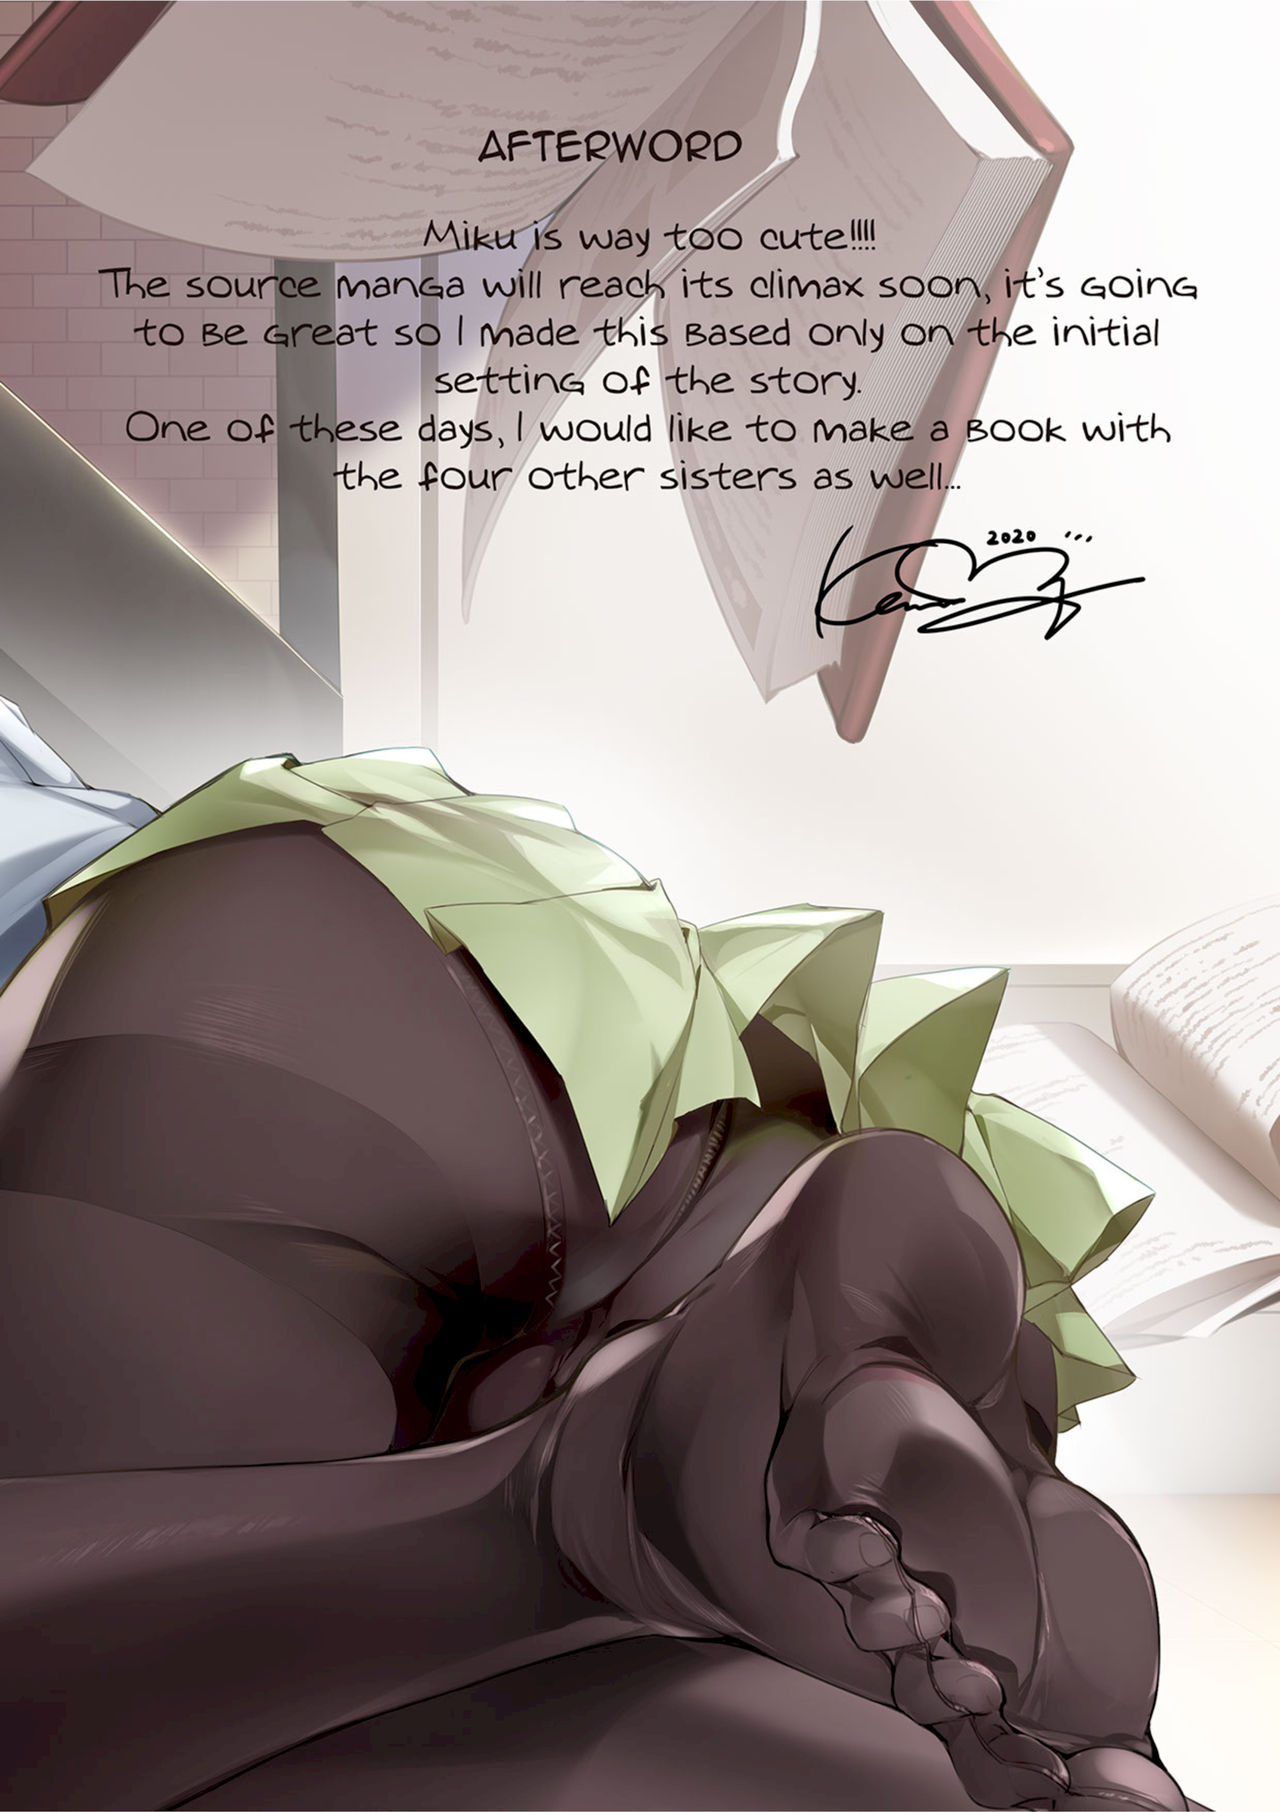 AFTERWORD
Miku is way too cute!!!!
The source manga will reach its climax soon, it's going
to be great so I made this based only on the initial
setting of the story.
One of these days, I would like to make a book with
the four other sisters as well...
2020 ...